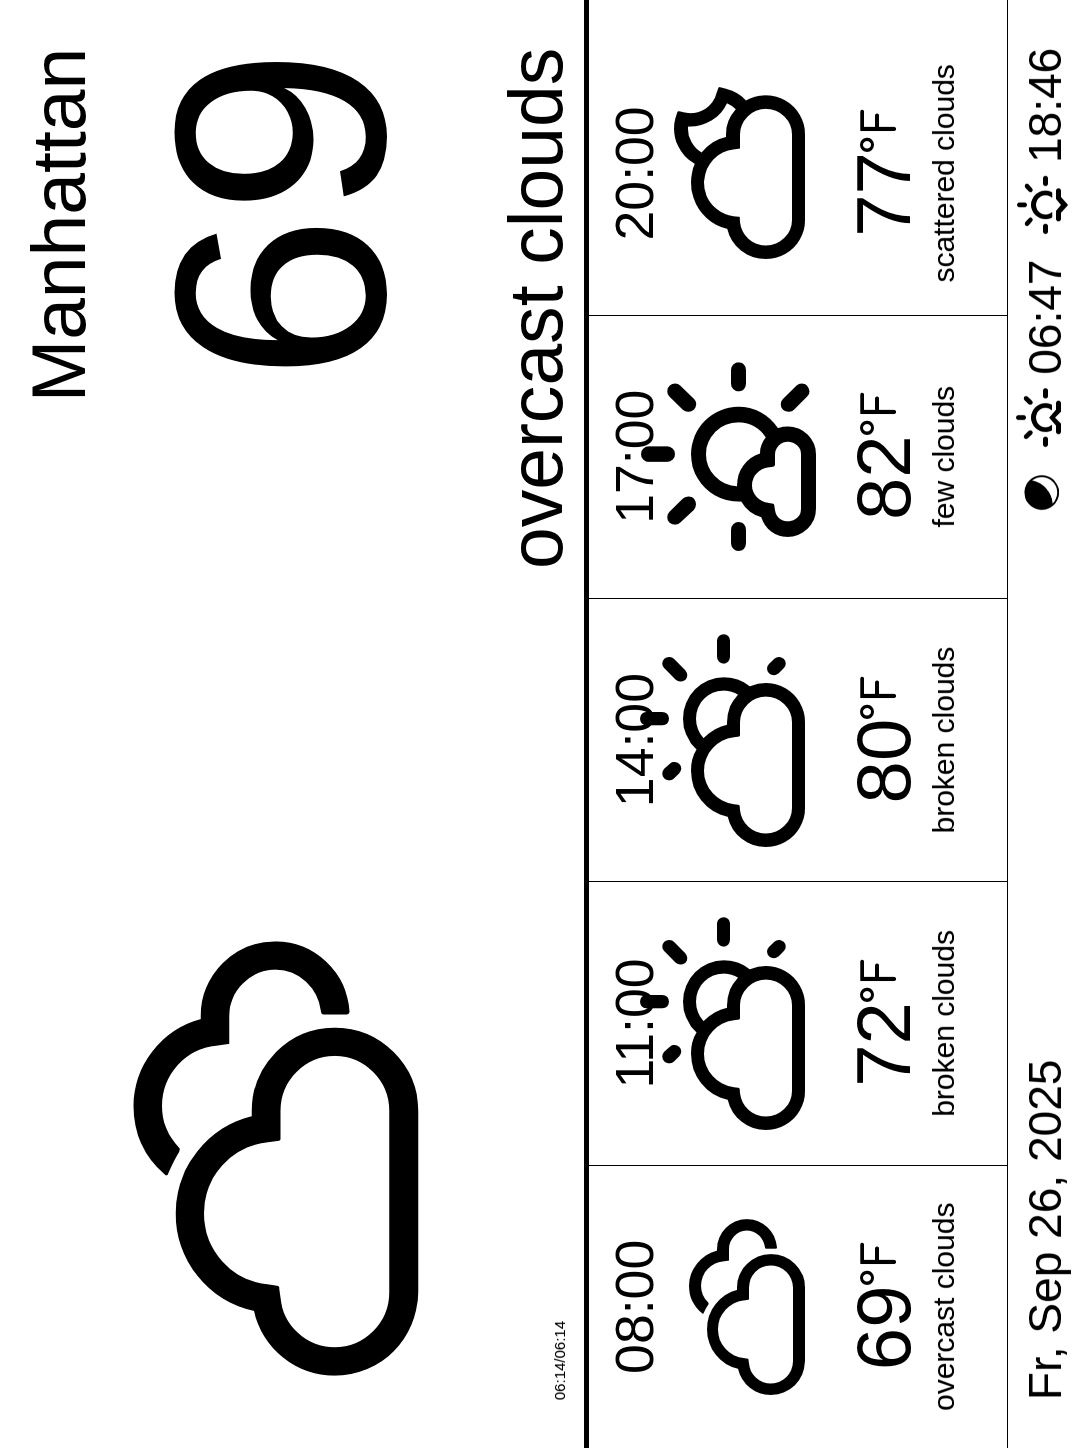 Manhattan
69
overcast clouds
06:14/06:14
08:00 11:00 14:00 17:00 20:00
69°F 72°F 80°F 82°F 77°F
overcast clouds broken clouds broken clouds few clouds scattered clouds
Fr, Sep 26, 2025 06:47 18:46